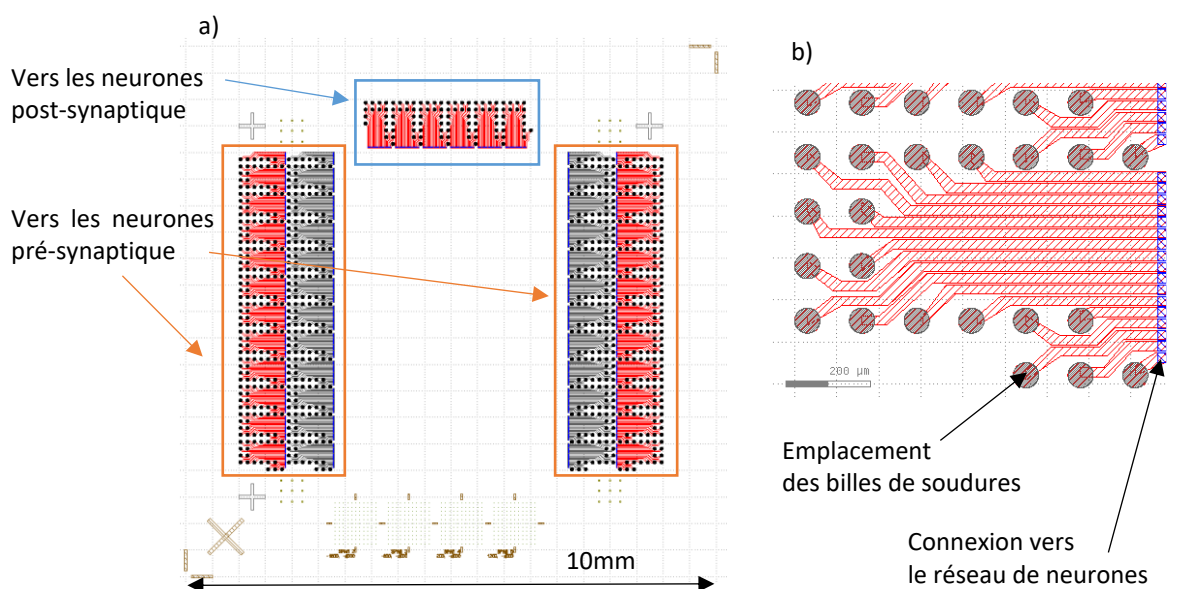 a)
b)
Vers les neurones
post-synaptique
Vers les neurones
pré-synaptique
200 µm
Emplacement
des billes de soudures
10mm
Connexion vers
le réseau de neurones